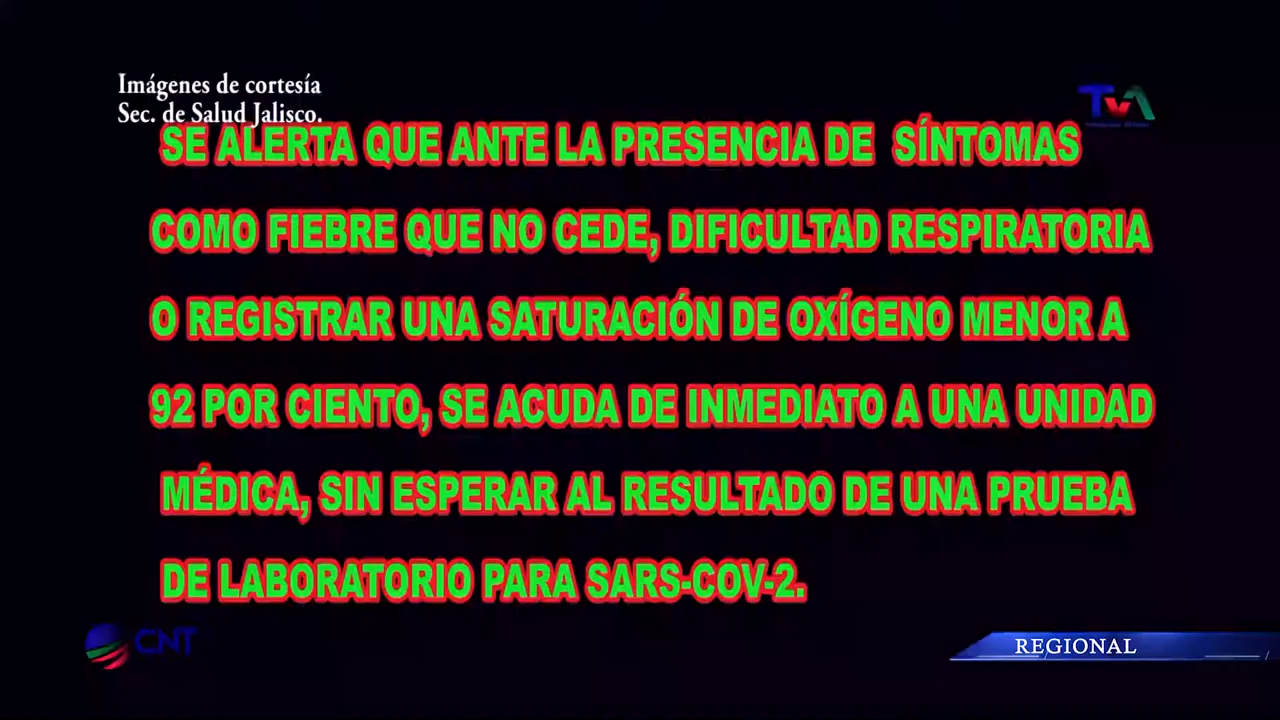 Imágenes de cortesía
Sec. de Salud Jalisco.
TvA
SE ALERTA QUE ANTE LA PRESENCIA DE SÍNTOMAS
COMO FIEBRE QUE NO CEDE, DIFICULTAD RESPIRATORIA
O REGISTRAR UNA SATURACIÓN DE OXÍGENO MENOR A
92 POR CIENTO, SE ACUDA DE INMEDIATO A UNA UNIDAD
MÉDICA, SIN ESPERAR AL RESULTADO DE UNA PRUEBA
DE LABORATORIO PARA SARS-COV-2.
CNT
REGIONAL